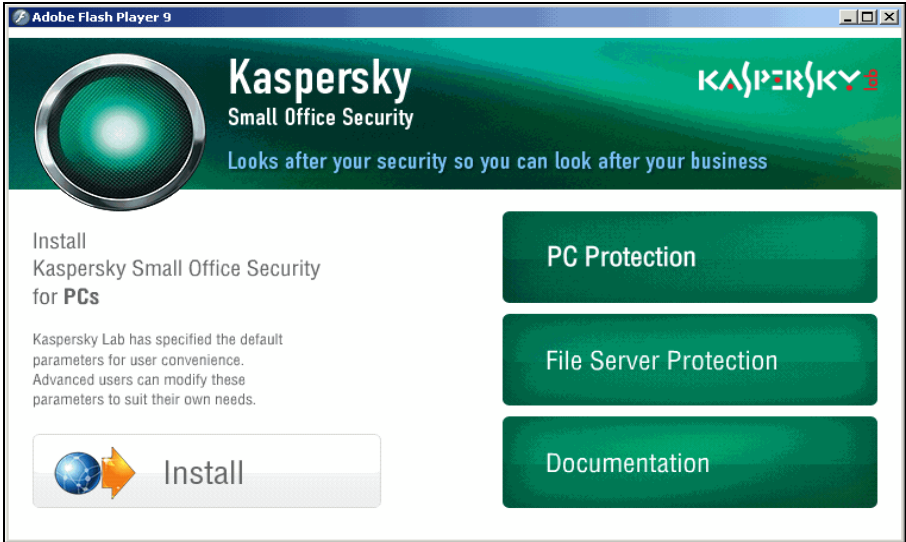 Adobe Flash Player 9
Kaspersky
Small Office Security
Looks after your security so you can look after your business
KASPERSKY lab
Install
Kaspersky Small Office Security
for PCs
Kaspersky Lab has specified the default
parameters for user convenience.
Advanced users can modify these
parameters to suit their own needs.
Install
PC Protection
File Server Protection
Documentation